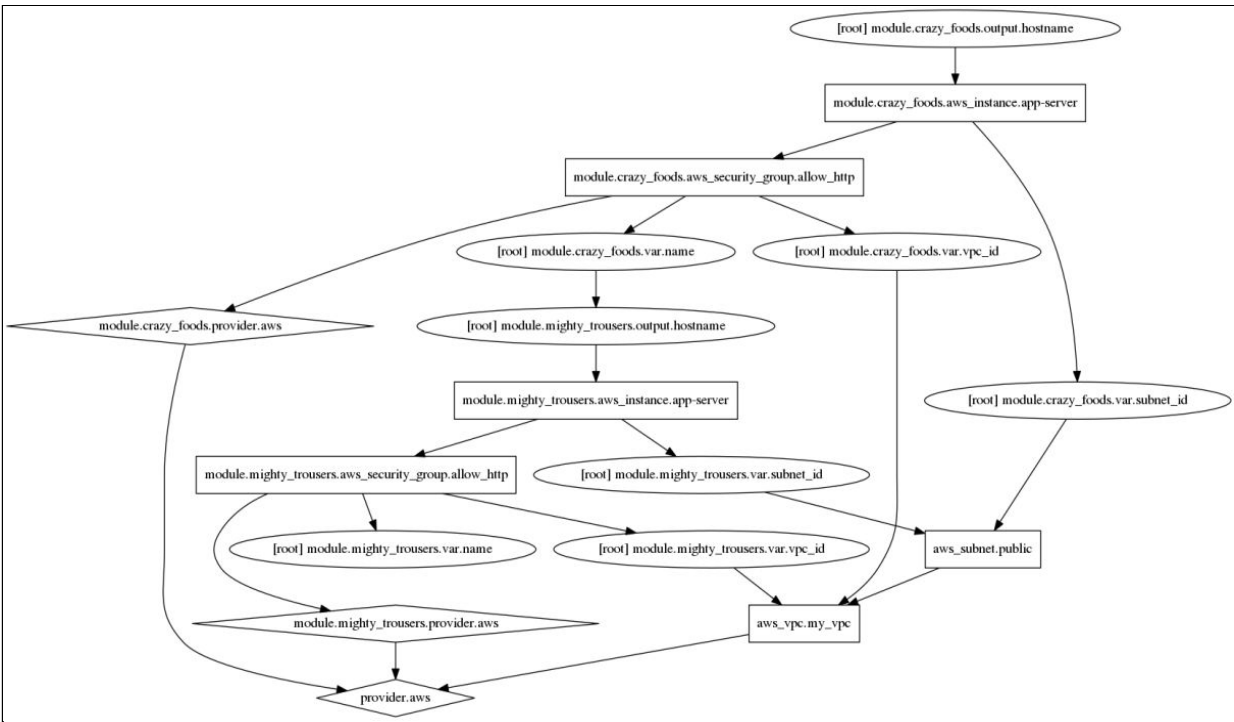 [root] module.crazy_foods.output.hostname
module.crazy_foods.aws_instance.app-server
module.crazy_foods.aws_security_group.allow_http
[root] module.crazy_foods.var.name
[root] module.crazy_foods.var.vpc_id
module.crazy_foods.provider.aws
[root] module.mighty_trousers.output.hostname
module.mighty_trousers.aws_instance.app-server
[root] module.crazy_foods.var.subnet_id
module.mighty_trousers.aws_security_group.allow_http
[root] module.mighty_trousers.var.subnet_id
[root] module.mighty_trousers.var.name
[root] module.mighty_trousers.var.vpc_id
aws_subnet.public
module.mighty_trousers.provider.aws
aws_vpc.my_vpc
provider.aws